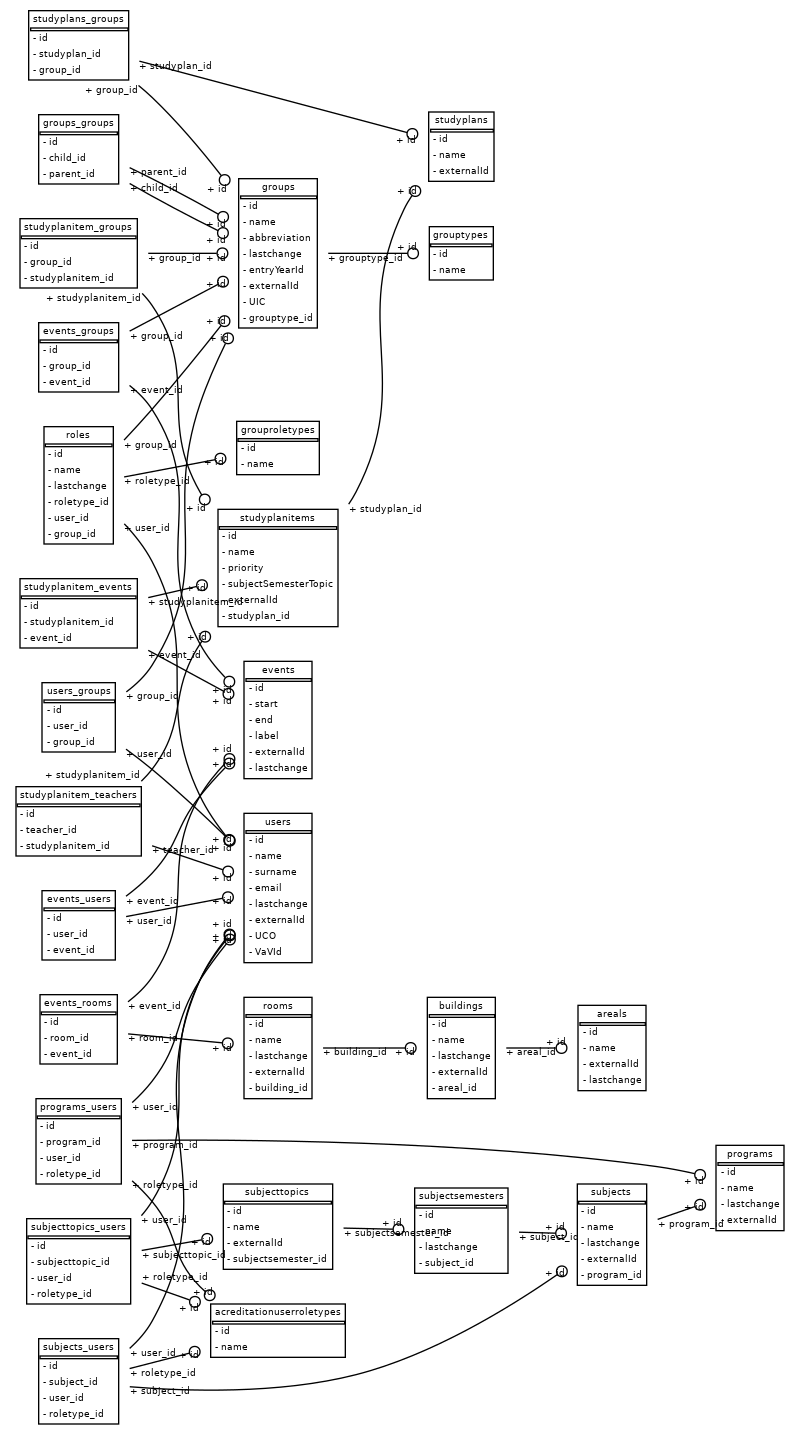 studyplans_groups
- id
- studyplan_id
- group_id
+ studyplan_id
+ id
+ group_id
+ id
studyplans
- id
- name
- externalId
groups_groups
- id
- child_id
- parent_id
+ parent_id
+ id
+ child_id
+ id
groups
- id
- name
- abbreviation
- lastchange
- entryYearId
- externalId
- UIC
- grouptype_id
+ grouptype_id
+ id
grouptypes
- id
- name
+ id
studyplanitem_groups
- id
- group_id
- studyplanitem_id
+ group_id
+ id
+ studyplanitem_id
+ id
events_groups
- id
- group_id
- event_id
+ group_id
+ id
+ event_id
+ id
roles
- id
- name
- lastchange
- roletype_id
- user_id
- group_id
+ group_id
+ id
+ roletype_id
+ id
+ user_id
+ id
grouproletypes
- id
- name
studyplanitems
- id
- name
- priority
- subjectSemesterTopic
- externalId
- studyplan_id
+ studyplan_id
studyplanitem_events
- id
- studyplanitem_id
- event_id
+ studyplanitem_id
+ id
+ event_id
+ id
events
- id
- start
- end
- label
- externalId
- lastchange
users_groups
- id
- user_id
- group_id
+ group_id
+ id
+ user_id
+ id
studyplanitem_teachers
- id
- teacher_id
- studyplanitem_id
+ studyplanitem_id
+ id
+ teacher_id
+ id
users
- id
- name
- surname
- email
- lastchange
- externalId
- UCO
- VaVId
events_users
- id
- user_id
- event_id
+ event_id
+ id
+ user_id
+ id
events_rooms
- id
- room_id
- event_id
+ event_id
+ id
+ room_id
+ id
rooms
- id
- name
- lastchange
- externalId
- building_id
+ building_id
+ id
buildings
- id
- name
- lastchange
- externalId
- areal_id
+ areal_id
+ id
areals
- id
- name
- externalId
- lastchange
programs_users
- id
- program_id
- user_id
- roletype_id
+ user_id
+ id
+ program_id
+ id
+ roletype_id
+ id
programs
- id
- name
- lastchange
- externalId
subjecttopics_users
- id
- subjecttopic_id
- user_id
- roletype_id
+ user_id
+ id
+ subjecttopic_id
+ id
+ roletype_id
+ id
subjecttopics
- id
- name
- externalId
- subjectsemester_id
+ subjectsemester_id
+ id
subjectsemesters
- id
- name
- lastchange
- subject_id
+ subject_id
+ id
subjects
- id
- name
- lastchange
- externalId
- program_id
+ program_id
+ id
acreditationuserroletypes
- id
- name
subjects_users
- id
- subject_id
- user_id
- roletype_id
+ user_id
+ id
+ roletype_id
+ id
+ subject_id
+ id